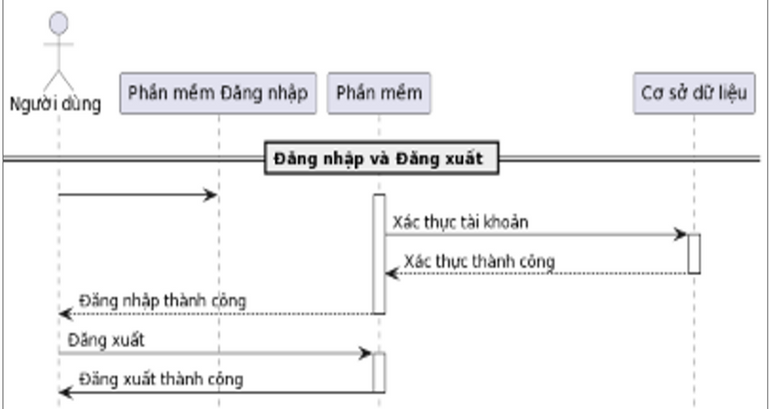 Người dùng
Phần mềm Đăng nhập
Phần mềm
Cơ sở dữ liệu
Đăng nhập và Đăng xuất
Xác thực tài khoản
Xác thực thành công
Đăng nhập thành công
Đăng xuất
Đăng xuất thành công